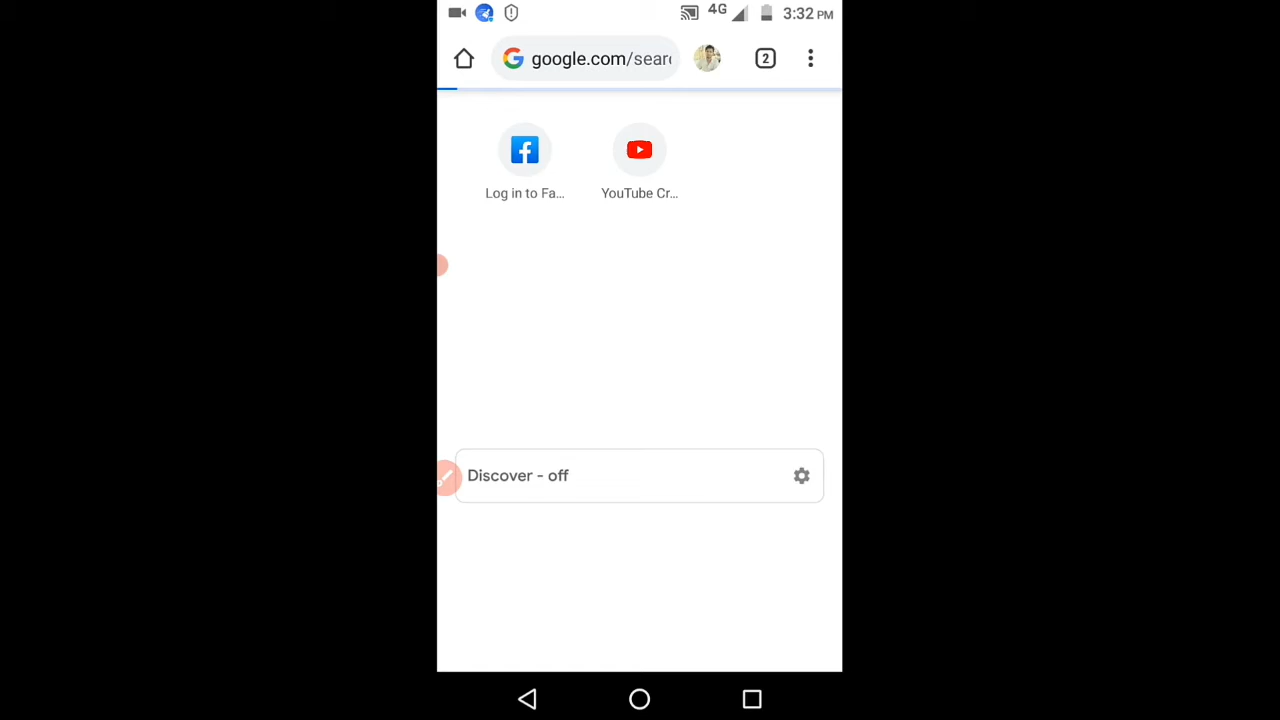 4G 3:32 PM
google.com/sear
2
Log in to Fa... YouTube Cr...
Discover - off